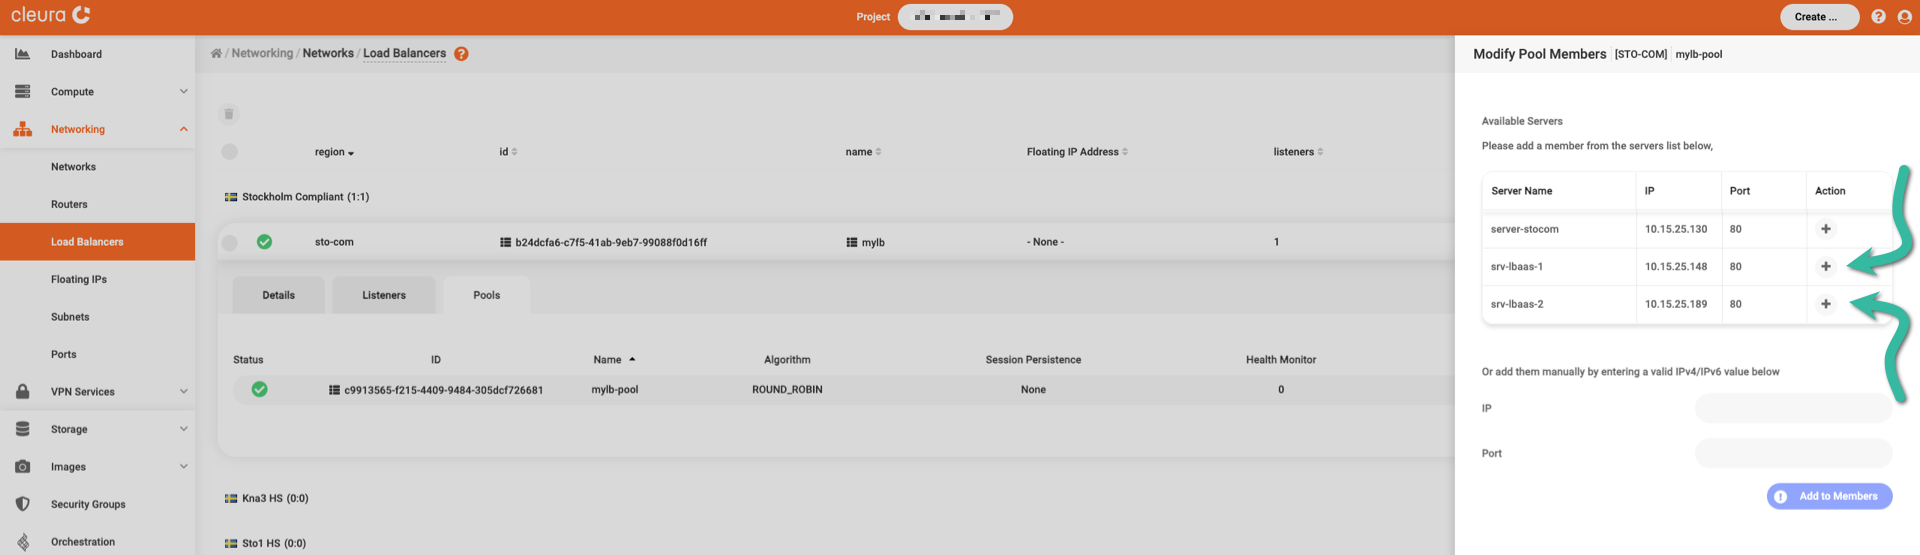 cleura
Project
Create ...
Dashboard
Compute
Networking
Networks
Routers
Load Balancers
Floating IPs
Subnets
Ports
VPN Services
Storage
Images
Security Groups
Orchestration
/ Networking / Networks / Load Balancers ?
region id name Floating IP Address listeners
Stockholm Compliant (1:1)
sto-com b24dcfa6-c7f5-41ab-9eb7-99088f0d16ff mylb - None - 1
Details Listeners Pools
Status ID Name Algorithm Session Persistence Health Monitor
c9913565-f215-4409-9484-305dcf726681 mylb-pool ROUND_ROBIN None 0
Kna3 HS (0:0)
Sto1 HS (0:0)
Modify Pool Members [STO-COM] mylb-pool
Available Servers
Please add a member from the servers list below,
Server Name IP Port Action
server-stocom 10.15.25.130 80 +
srv-lbaas-1 10.15.25.148 80 +
srv-lbaas-2 10.15.25.189 80 +
Or add them manually by entering a valid IPv4/IPv6 value below
IP
Port
Add to Members